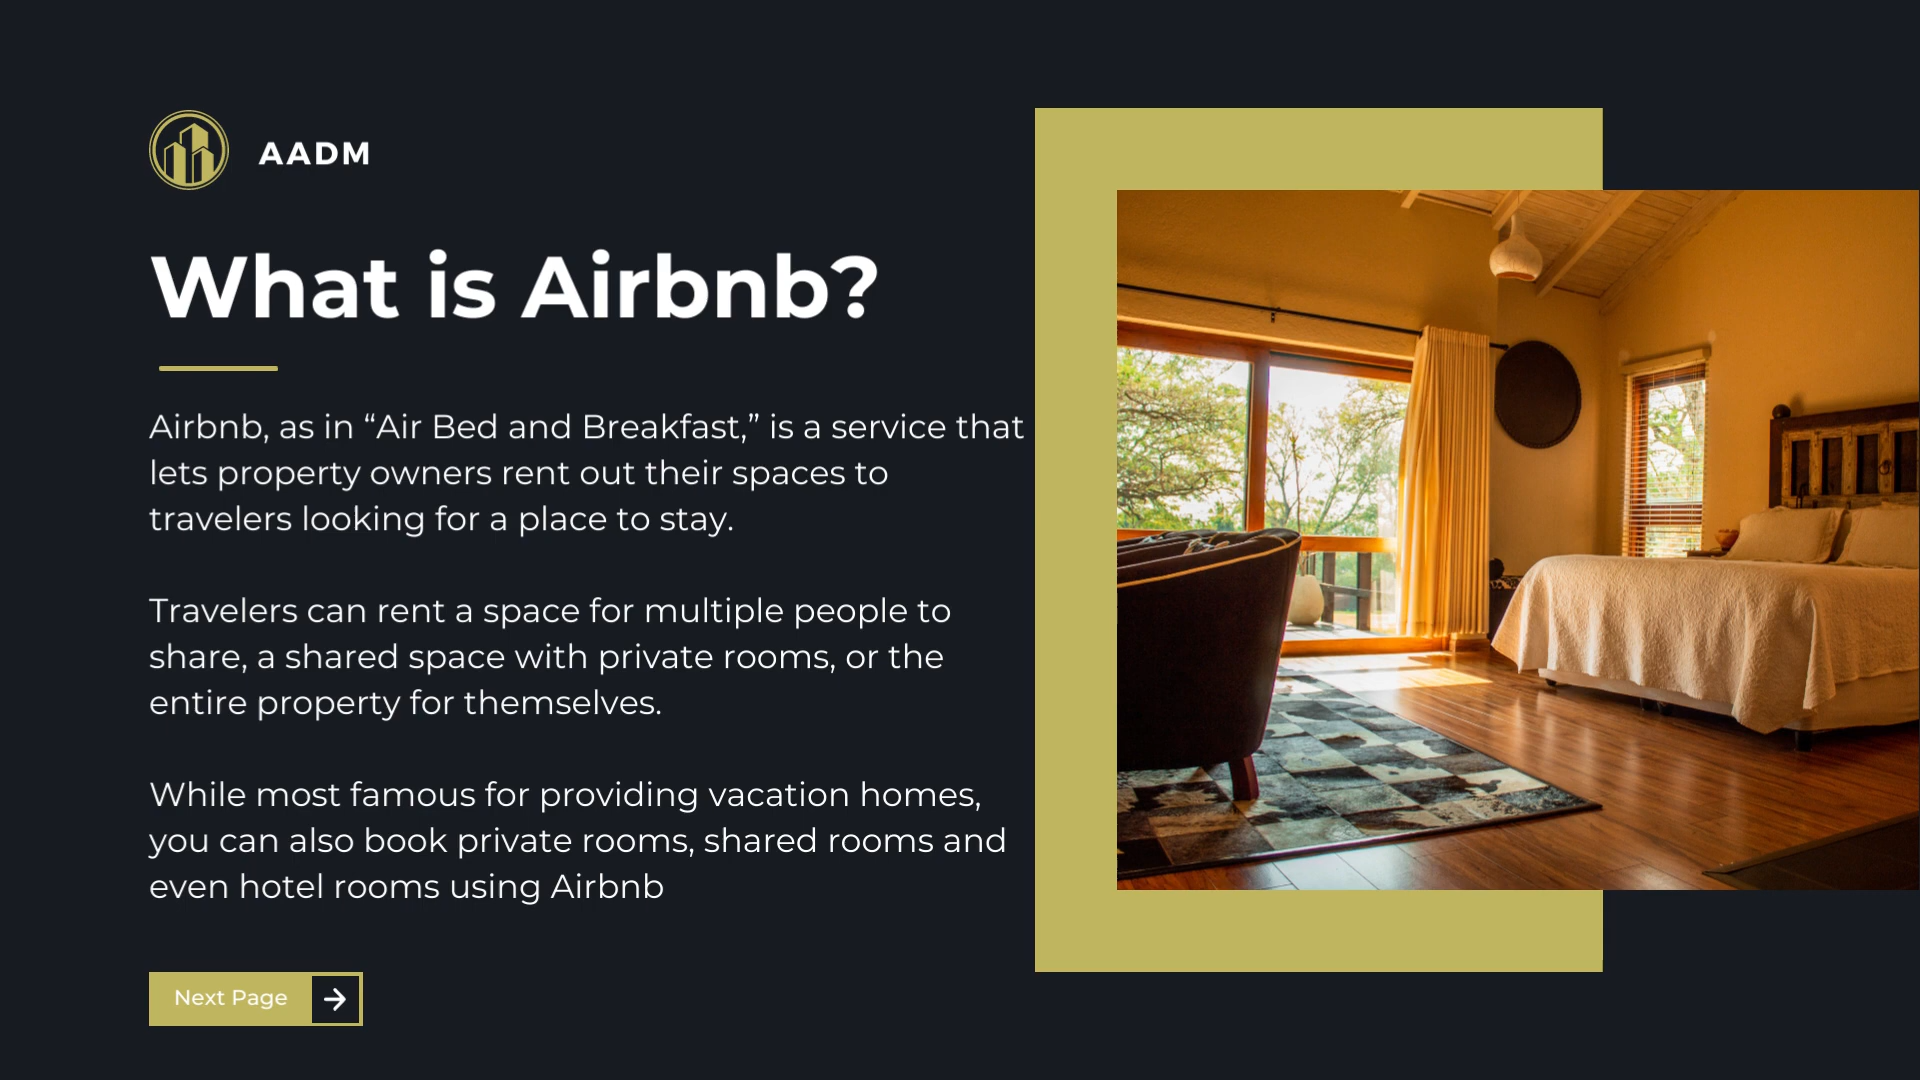 AADM
What is Airbnb?
Airbnb, as in “Air Bed and Breakfast,” is a service that
lets property owners rent out their spaces to
travelers looking for a place to stay.
Travelers can rent a space for multiple people to
share, a shared space with private rooms, or the
entire property for themselves.
While most famous for providing vacation homes,
you can also book private rooms, shared rooms and
even hotel rooms using Airbnb
Next Page